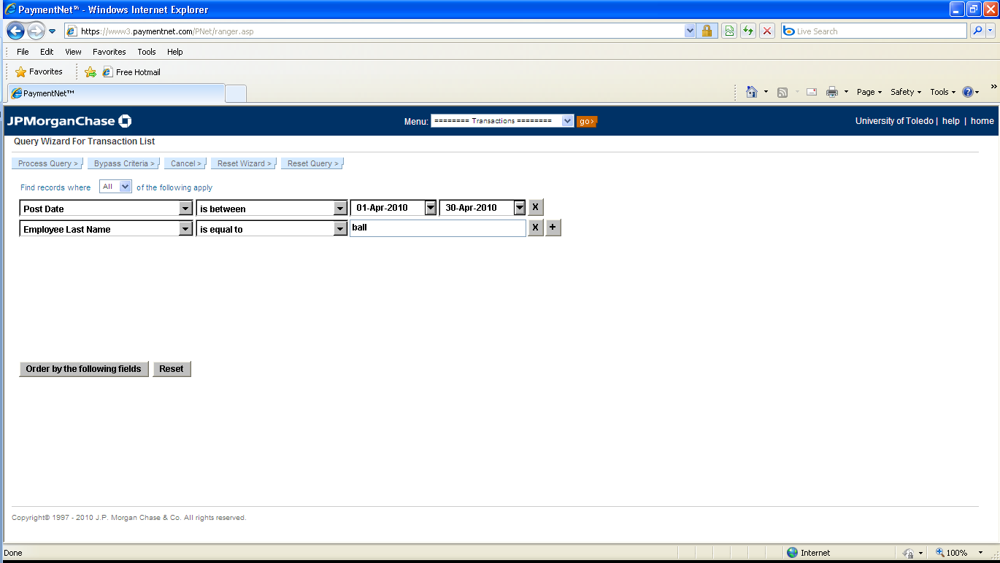 PaymentNet™ - Windows Internet Explorer
https://www3.paymentnet.com/PNet/ranger.asp
Live Search
File Edit View Favorites Tools Help
Favorites Free Hotmail
PaymentNet™
Page Safety Tools
JPMorganChase
Menu: ======== Transactions ======== go>
University of Toledo | help | home
Query Wizard For Transaction List
Process Query > Bypass Criteria > Cancel > Reset Wizard > Reset Query >
Find records where All of the following apply
Post Date is between 01-Apr-2010 30-Apr-2010 X
Employee Last Name is equal to ball X +
Order by the following fields Reset
Copyright© 1997 - 2010 J.P. Morgan Chase & Co. All rights reserved.
Done Internet 100%